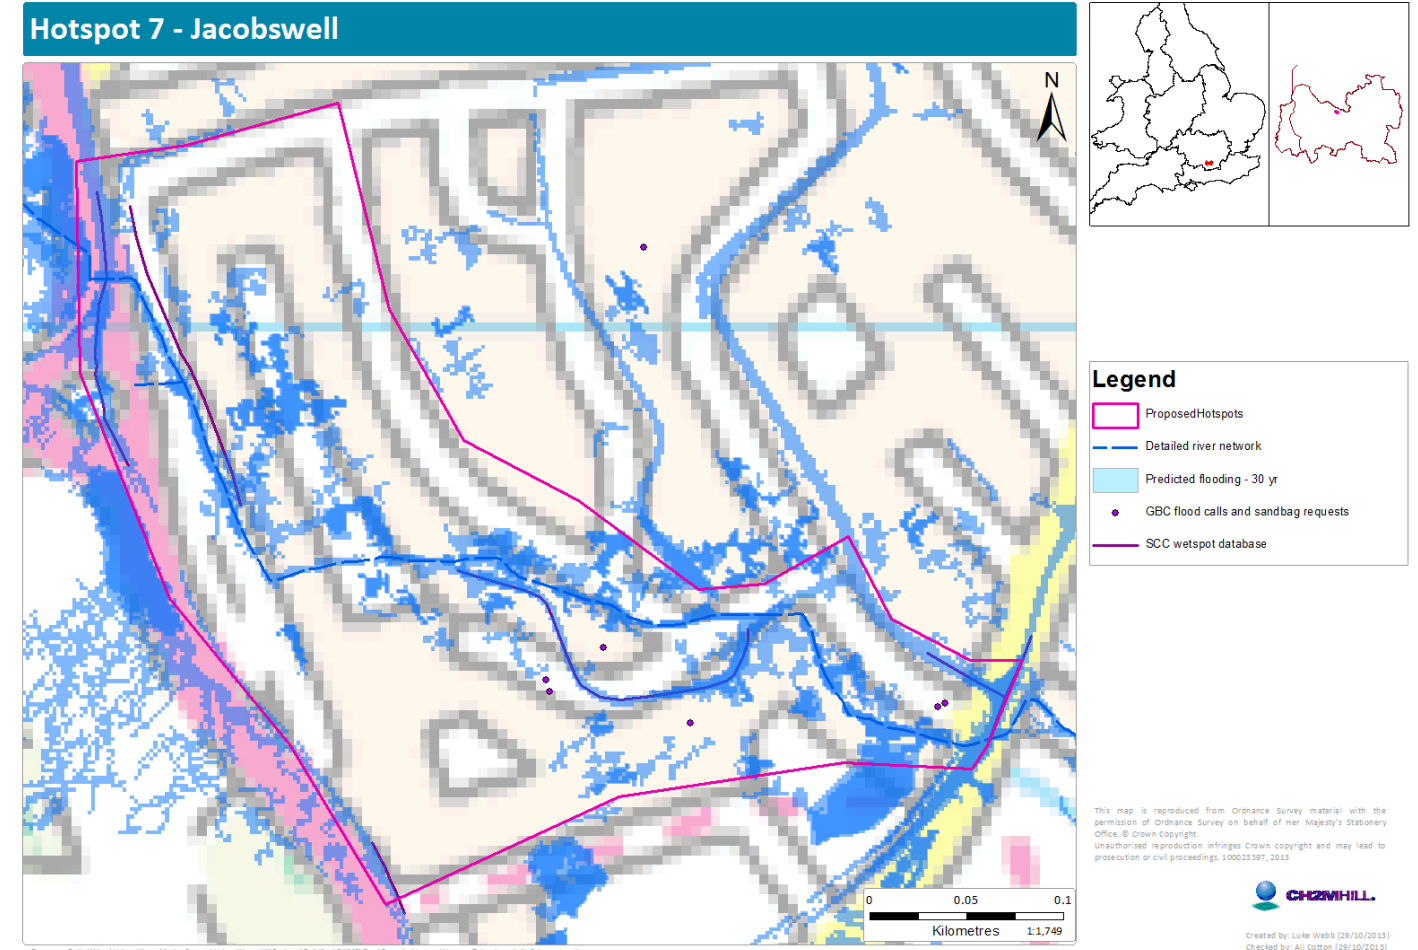 Hotspot 7 - Jacobswell
N
Legend
ProposedHotspots
Detailed river network
Predicted flooding - 30 yr
GBC flood calls and sandbag requests
SCC wetspot database
This map is reproduced from Ordnance Survey material with the
permission of Ordnance Survey on behalf of Her Majesty's Stationery
Office. © Crown Copyright.
Unauthorised reproduction infringes Crown copyright and may lead to
prosecution or civil proceedings. 100023397, 2013
CH2MHILL.
0 0.05 0.1
Kilometres 1:1,749
Created by: Luke Webb (29/10/2013)
Checked by: Ali Cotton (29/10/2013)